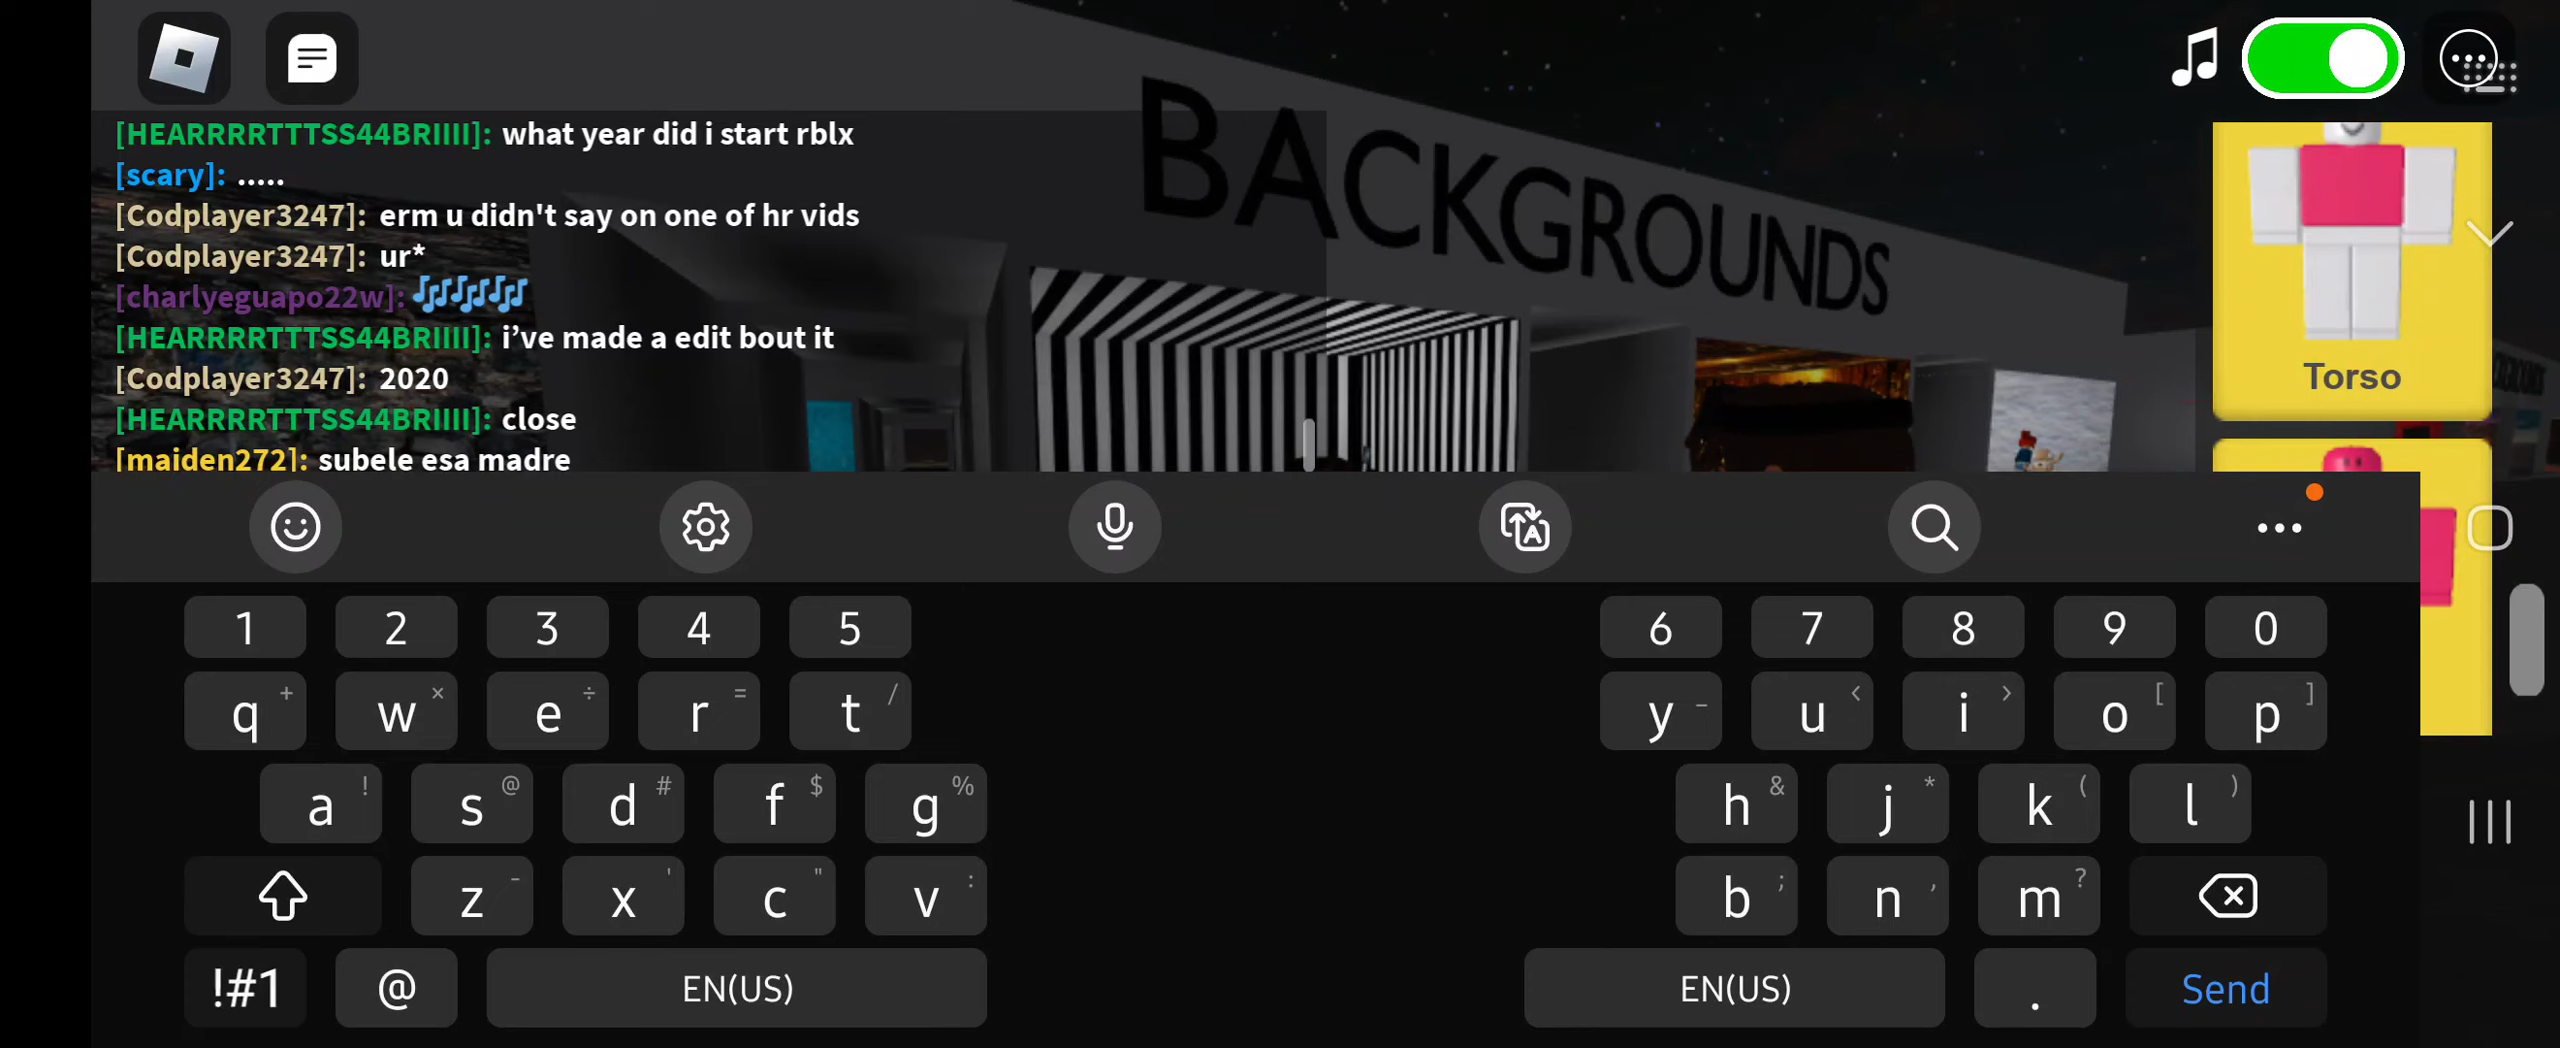 BACKGROUNDS
[HEARRRRTTTSS44BRIIII]: what year did i start rblx
[scary]: .....
[Codplayer3247]: erm u didn't say on one of hr vids
[Codplayer3247]: ur*
[charlyeguapo22w]: 🎶🎶🎶
[HEARRRRTTTSS44BRIIII]: i’ve made a edit bout it
[Codplayer3247]: 2020
[HEARRRRTTTSS44BRIIII]: close
[maiden272]: subele esa madre
Torso
1 2 3 4 5 6 7 8 9 0
q + w × e ÷ r = t / y _ u < i > o [ p ]
a ! s @ d # f $ g % h & j * k ( l )
z - x ' c " v : b ; n , m ?
!#1 @ EN(US) EN(US) . Send